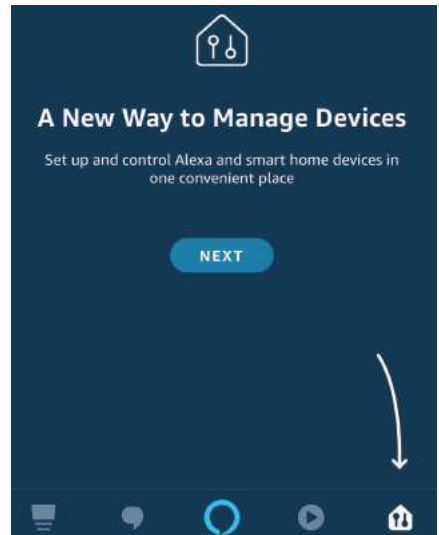 A New Way to Manage Devices
Set up and control Alexa and smart home devices in
one convenient place
NEXT